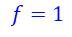 f = 1